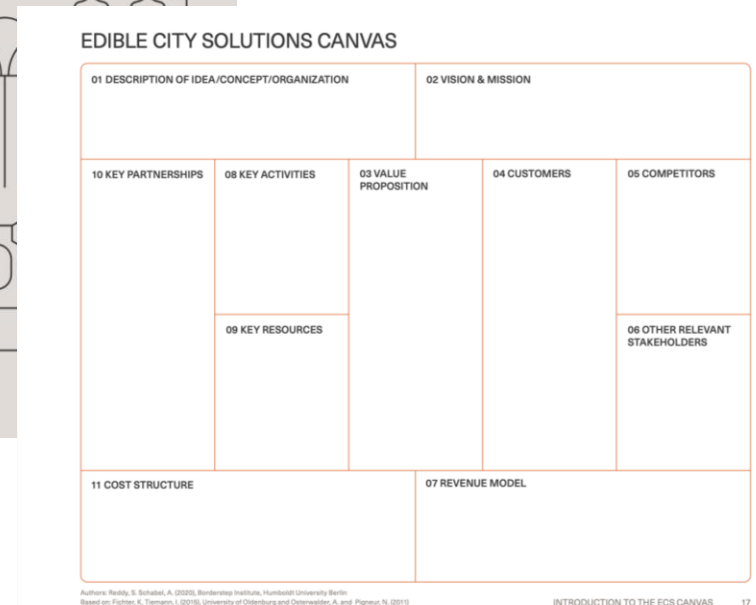 EDIBLE CITY SOLUTIONS CANVAS
01 DESCRIPTION OF IDEA/CONCEPT/ORGANIZATION
02 VISION & MISSION
10 KEY PARTNERSHIPS
08 KEY ACTIVITIES
03 VALUE
PROPOSITION
04 CUSTOMERS
05 COMPETITORS
09 KEY RESOURCES
06 OTHER RELEVANT
STAKEHOLDERS
11 COST STRUCTURE
07 REVENUE MODEL
Authors: Reddy, S. Schabel, A. (2020), Borderstep Institute, Humboldt University Berlin
Based on: Fichter, K. Tiemann, I. (2015), University of Oldenburg and Osterwalder, A. and Pigneur, N. (2011)
INTRODUCTION TO THE ECS CANVAS 17